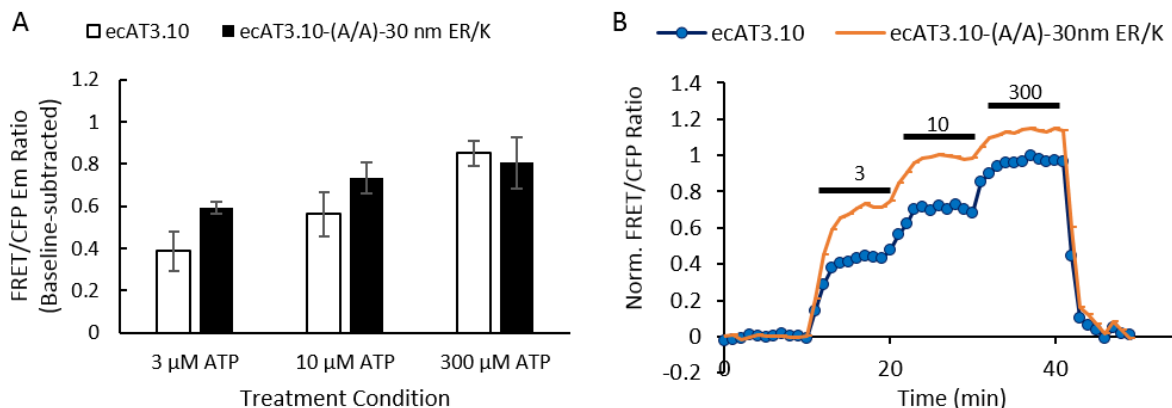 A
ecAT3.10 ecAT3.10-(A/A)-30 nm ER/K
FRET/CFP Em Ratio
(Baseline-subtracted)
1.2
1
0.8
0.6
0.4
0.2
0
3 µM ATP 10 µM ATP 300 µM ATP
Treatment Condition
B
ecAT3.10 ecAT3.10-(A/A)-30nm ER/K
Norm. FRET/CFP Ratio
1.4
1.2
1
0.8
0.6
0.4
0.2
0
-0.2
3
10
300
0 20 40
Time (min)